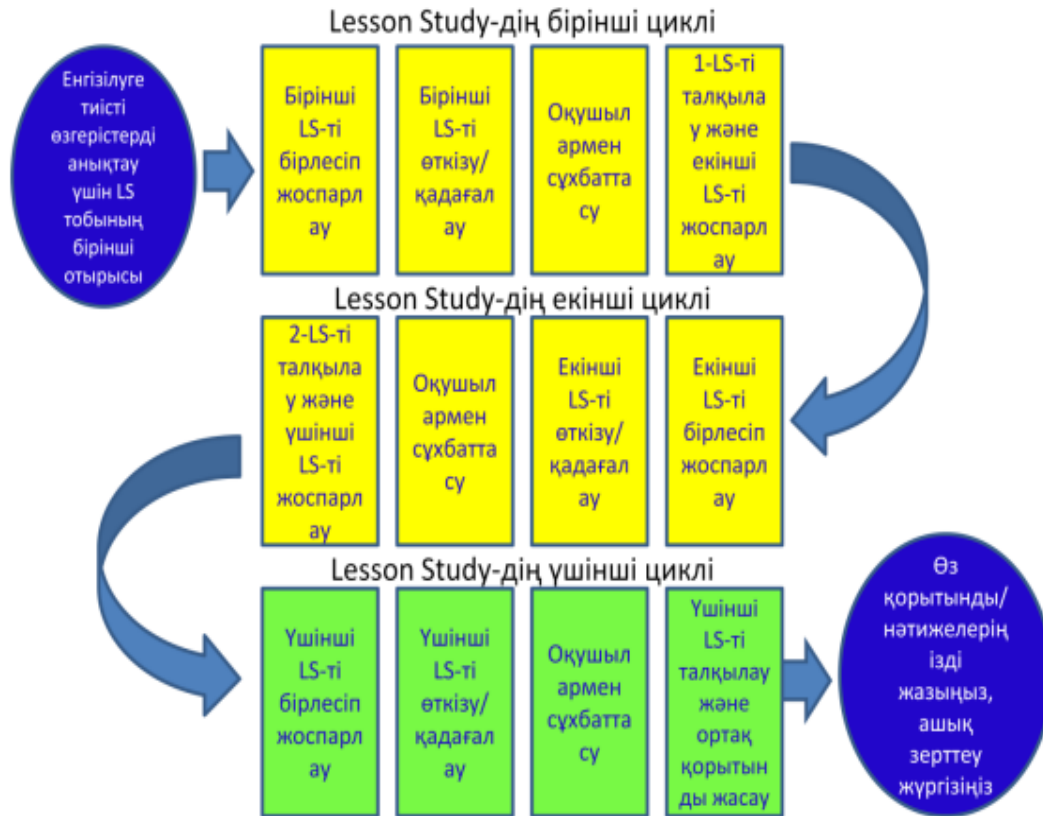 Lesson Study-дің бірінші циклі
Енгізілуге
тиісті
өзгерістерді
анықтау
үшін LS
тобының
бірінші
отырысы
Бірінші
LS-ті
бірлесіп
жоспарл
ау
Бірінші
LS-ті
өткізу/
қадағал
ау
Оқушыл
армен
сұхбатта
су
1-LS-ті
талқыла
у және
екінші
LS-ті
жоспарл
ау
Lesson Study-дің екінші циклі
2-LS-ті
талқыла
у және
үшінші
LS-ті
жоспарл
ау
Оқушыл
армен
сұхбатта
су
Екінші
LS-ті
өткізу/
қадағал
ау
Екінші
LS-ті
бірлесіп
жоспарл
ау
Lesson Study-дің үшінші циклі
Үшінші
LS-ті
бірлесіп
жоспарл
ау
Үшінші
LS-ті
өткізу/
қадағал
ау
Оқушыл
армен
сұхбатта
су
Үшінші
LS-ті
талқылау
және
ортақ
қорытын
ды жасау
Өз
қорытынды/
нәтижелерің
ізді
жазыңыз,
ашық
зерттеу
жүргізіңіз